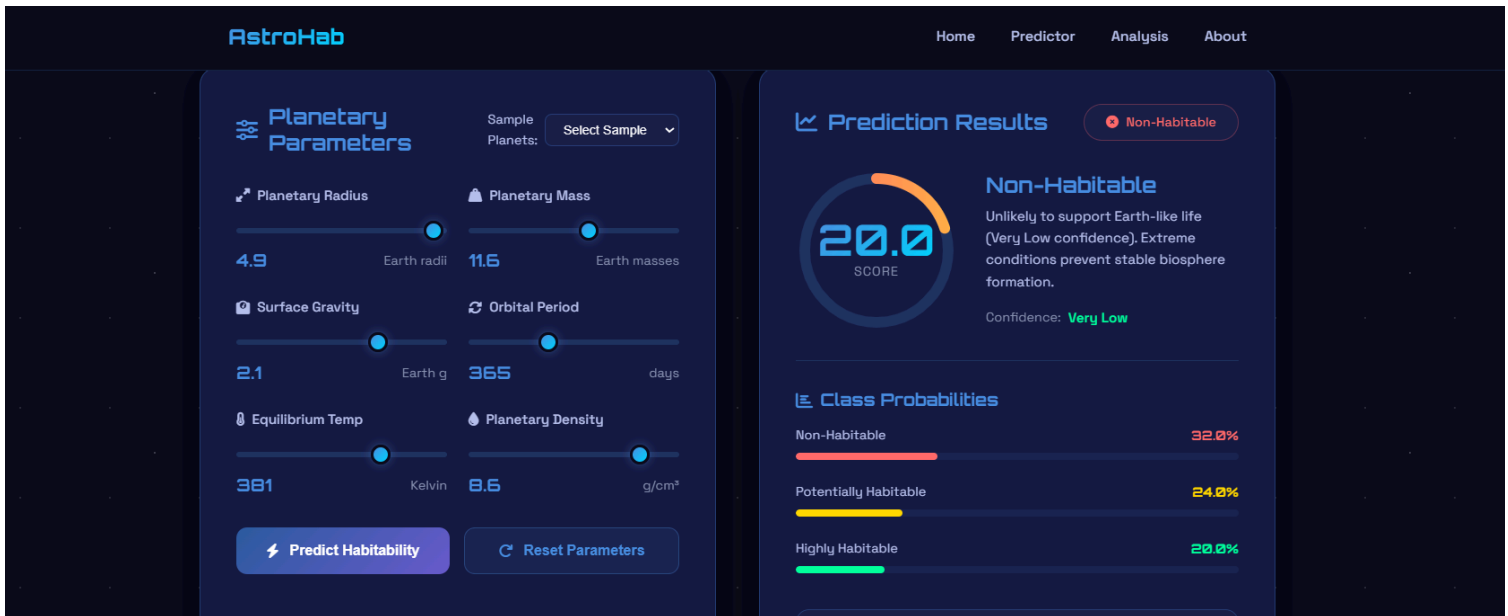 AstroHab
Home Predictor Analysis About
Planetary
Parameters
Sample
Planets:
Select Sample
Planetary Radius
4.9 Earth radii
Planetary Mass
11.6 Earth masses
Surface Gravity
2.1 Earth g
Orbital Period
365 days
Equilibrium Temp
381 Kelvin
Planetary Density
8.6 g/cm³
Predict Habitability
Reset Parameters
Prediction Results
Non-Habitable
20.0
SCORE
Non-Habitable
Unlikely to support Earth-like life
(Very Low confidence). Extreme
conditions prevent stable biosphere
formation.
Confidence: Very Low
Class Probabilities
Non-Habitable 32.0%
Potentially Habitable 24.0%
Highly Habitable 20.0%